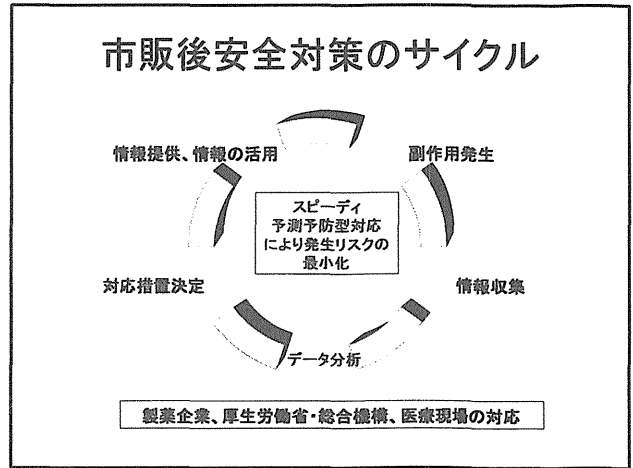 市販後安全対策のサイクル
情報提供、情報の活用
副作用発生
スピーディ
予測予防型対応
により発生リスクの
最小化
対応措置決定
情報収集
データ分析
製薬企業、厚生労働省・総合機構、医療現場の対応